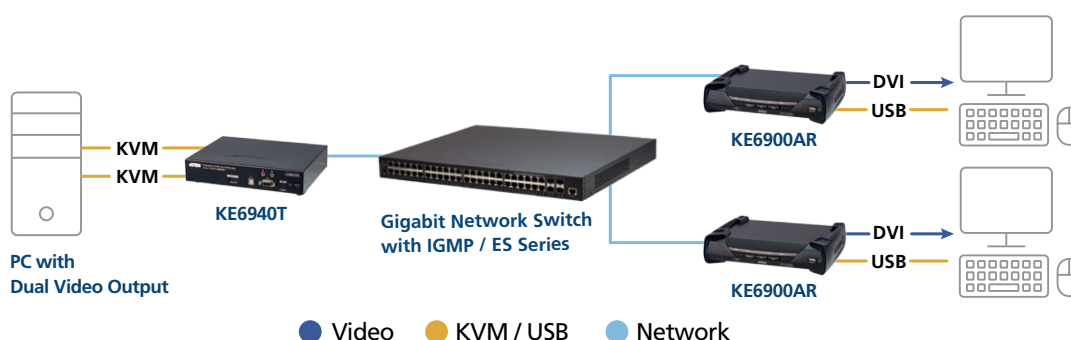 KVM
KVM
KE6940T
PC with
Dual Video Output
Gigabit Network Switch
with IGMP / ES Series
DVI
USB
KE6900AR
DVI
USB
KE6900AR
Video
KVM / USB
Network